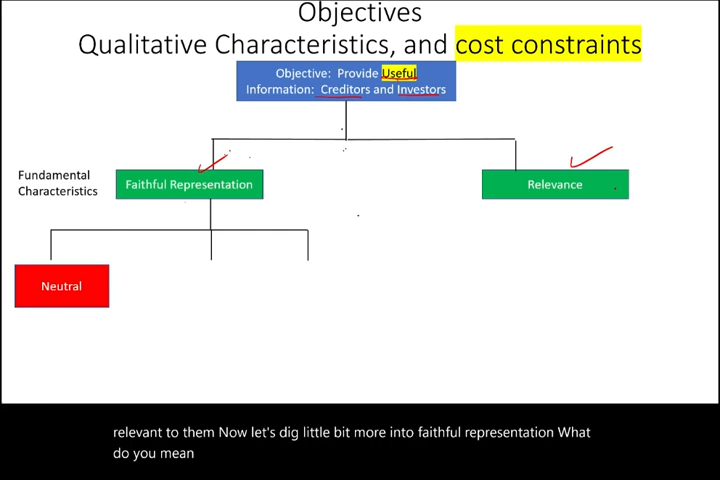 Objectives
Qualitative Characteristics, and cost constraints
Objective: Provide Useful
Information: Creditors and Investors
Fundamental
Characteristics
Faithful Representation
Relevance
Neutral
relevant to them Now let's dig little bit more into faithful representation What
do you mean